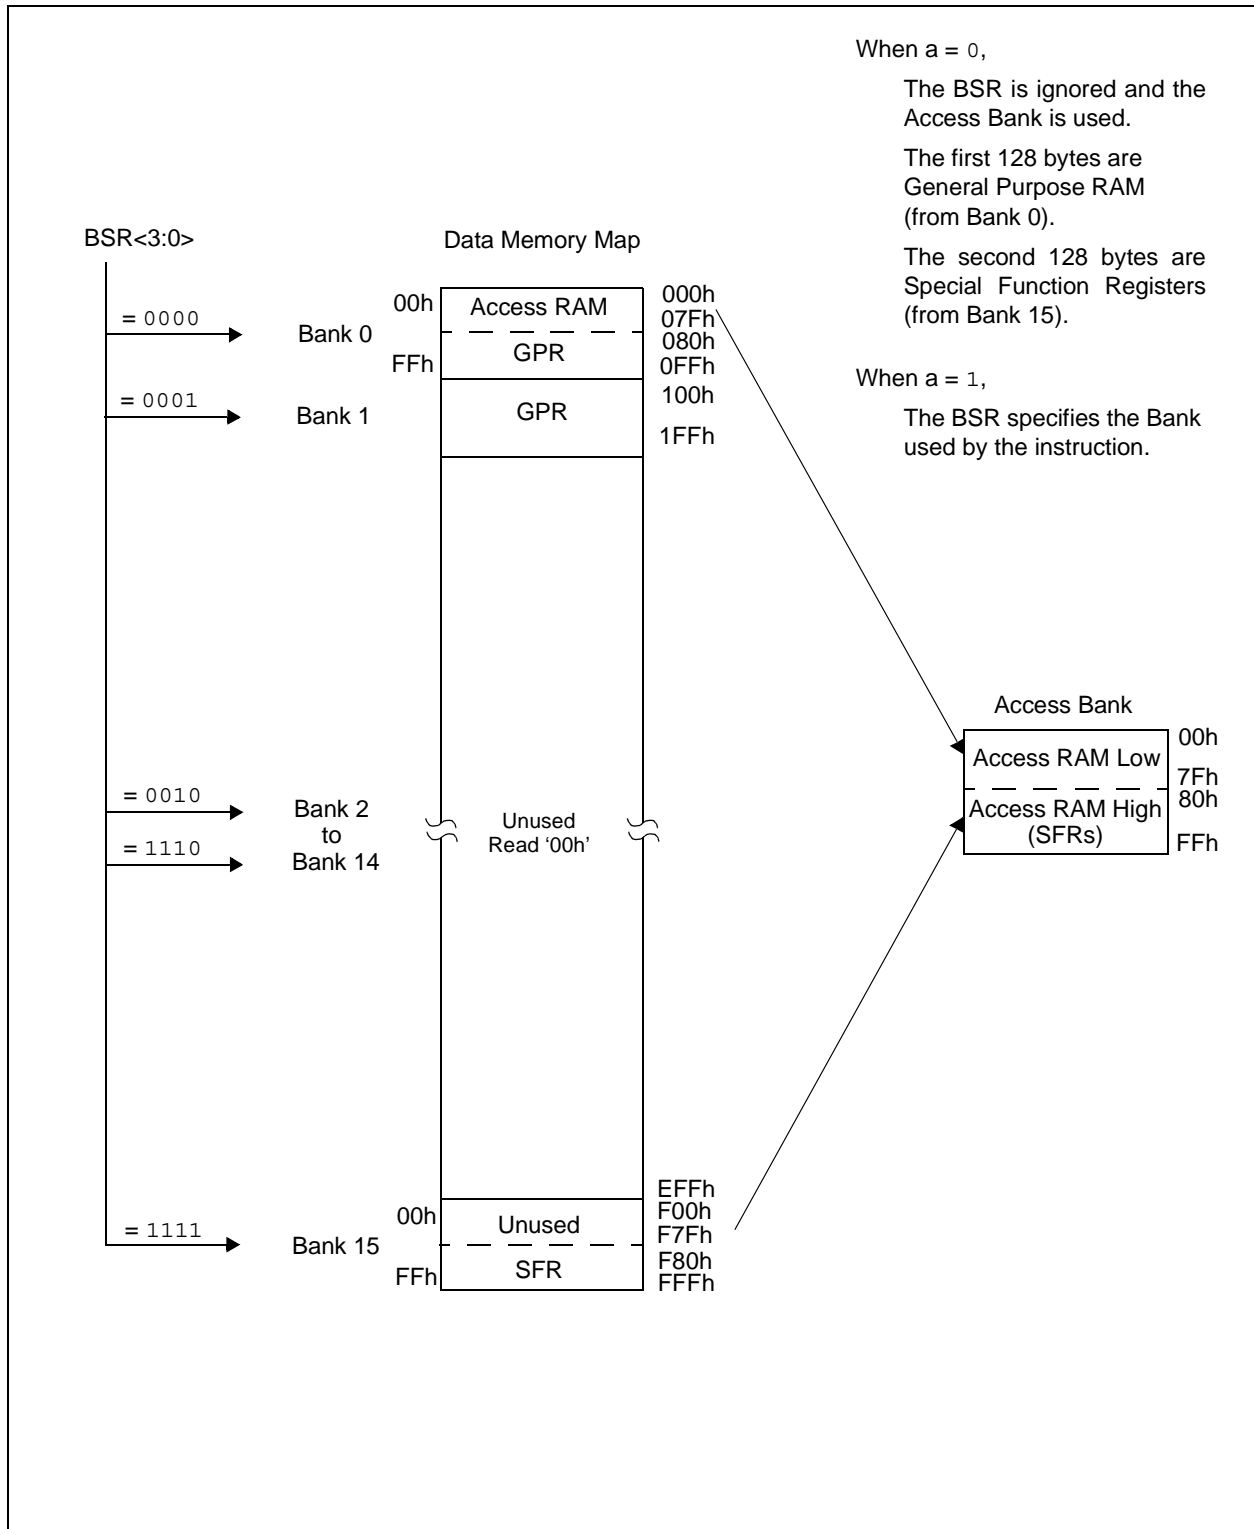 When a = 0,
The BSR is ignored and the
Access Bank is used.
The first 128 bytes are
General Purpose RAM
(from Bank 0).
The second 128 bytes are
Special Function Registers
(from Bank 15).
When a = 1,
The BSR specifies the Bank
used by the instruction.
BSR<3:0>
= 0000
= 0001
= 0010
= 1110
= 1111
Bank 0
Bank 1
Bank 2
to
Bank 14
Bank 15
Data Memory Map
00h
FFh
Access RAM
GPR
GPR
Unused
Read ‘00h’
00h
FFh
Unused
SFR
000h
07Fh
080h
0FFh
100h
1FFh
EFFh
F00h
F7Fh
F80h
FFFh
Access Bank
Access RAM Low
Access RAM High
(SFRs)
00h
7Fh
80h
FFh